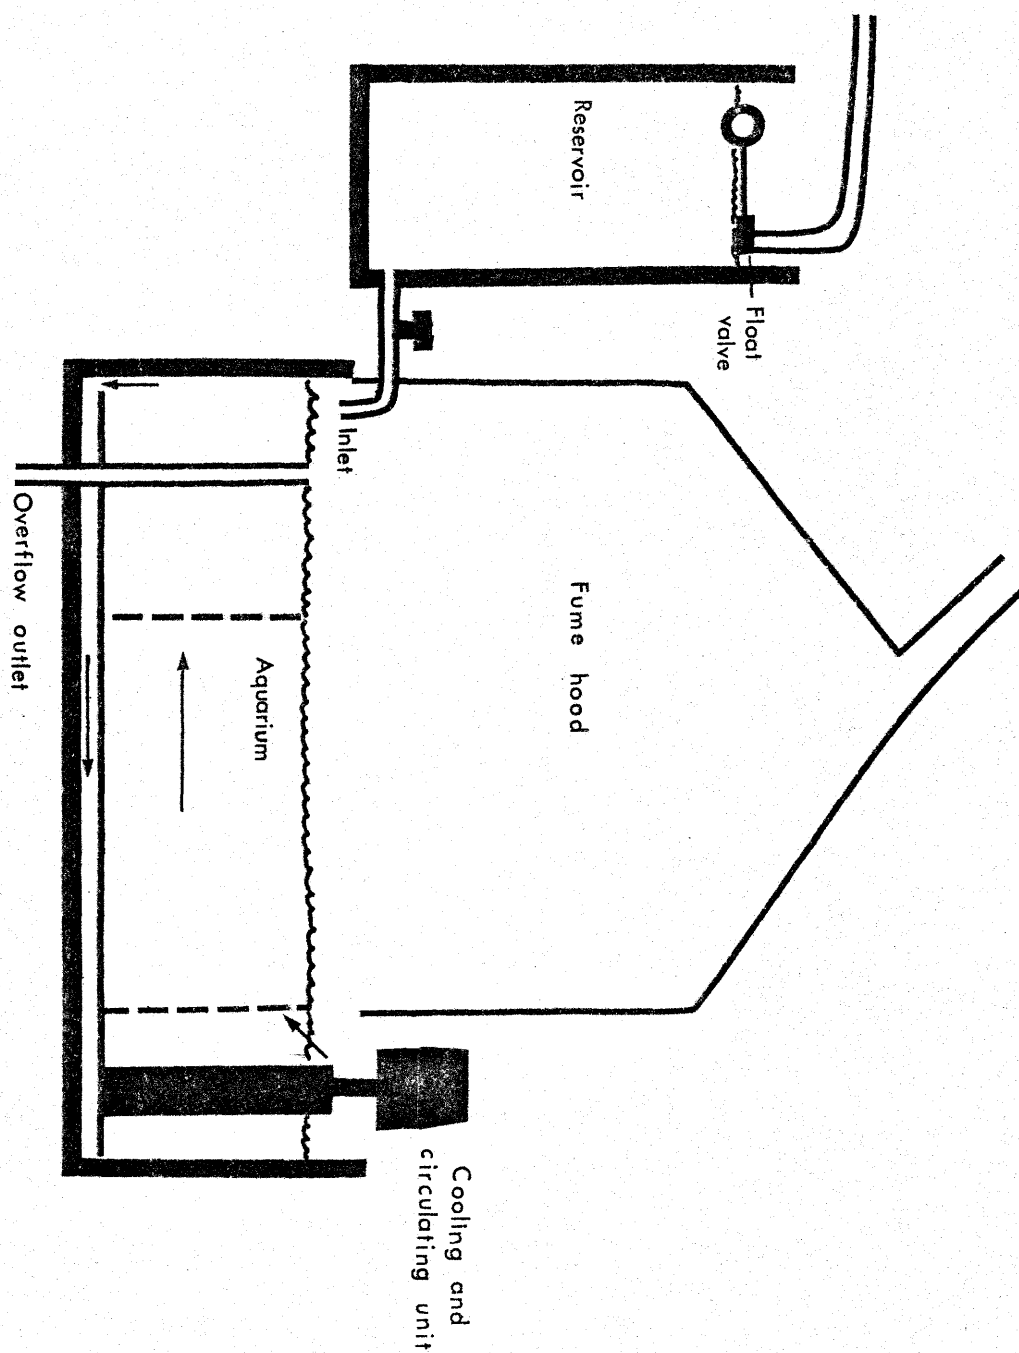 Reservoir
Float
valve
Inlet
Fume hood
Aquarium
Overflow outlet
Cooling and
circulating unit